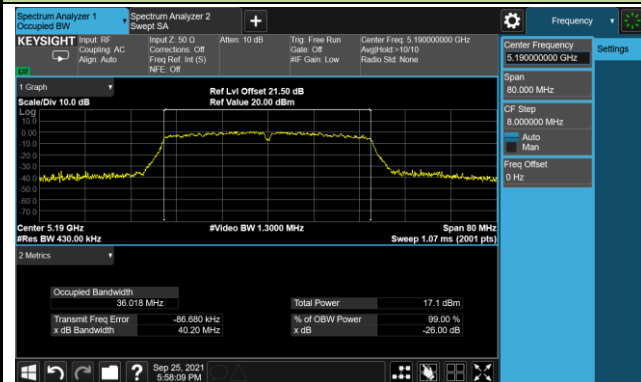 Spectrum Analyzer 1
Occupied BW
Spectrum Analyzer 2
Swept SA
+
Frequency
KEYSIGHT
Input: RF
Coupling: AC
Align: Auto
Input Z: 50 Ω
Corrections: Off
Freq Ref: Int (S)
NFE: Off
Atten: 10 dB
Trig: Free Run
Gate: Off
#IF Gain: Low
Center Freq: 5.190000000 GHz
Avg|Hold:>10/10
Radio Std: None
LXI
Center Frequency
5.190000000 GHz
Settings
Span
80.000 MHz
CF Step
8.000000 MHz
Auto
Man
Freq Offset
0 Hz
1 Graph
Scale/Div 10.0 dB
Ref Lvl Offset 21.50 dB
Ref Value 20.00 dBm
Log
10.0
0.00
-10.0
-20.0
-30.0
-40.0
-50.0
-60.0
-70.0
Center 5.19 GHz
#Video BW 1.3000 MHz
Span 80 MHz
#Res BW 430.00 kHz
Sweep 1.07 ms (2001 pts)
2 Metrics
Occupied Bandwidth
36.018 MHz
Total Power 17.1 dBm
Transmit Freq Error -86.680 kHz
% of OBW Power 99.00 %
x dB Bandwidth 40.20 MHz
x dB -26.00 dB
?
Sep 25, 2021
5:58:09 PM